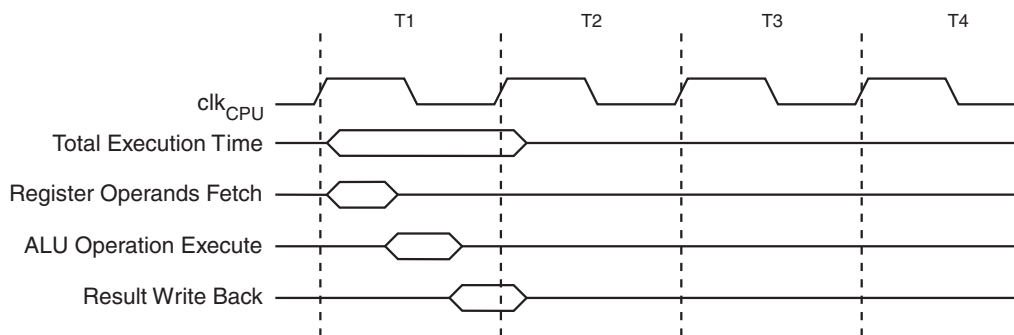 T1 T2 T3 T4
clkCPU
Total Execution Time
Register Operands Fetch
ALU Operation Execute
Result Write Back